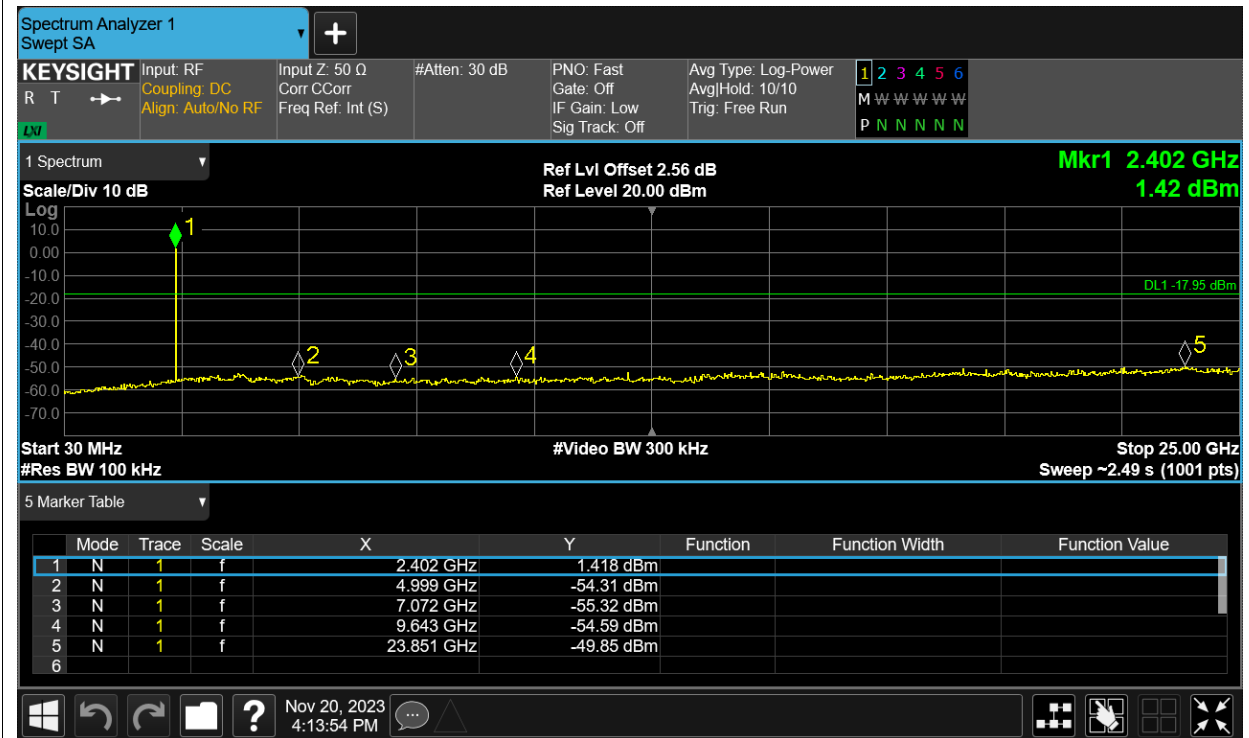 Spectrum Analyzer 1
Swept SA
KEYSIGHT
R T
LXI
Input: RF
Coupling: DC
Align: Auto/No RF
Input Z: 50 Ω
Corr CCorr
Freq Ref: Int (S)
#Atten: 30 dB
PNO: Fast
Gate: Off
IF Gain: Low
Sig Track: Off
Avg Type: Log-Power
Avg|Hold: 10/10
Trig: Free Run
1 2 3 4 5 6
M W W W W W
P N N N N N
1 Spectrum
Scale/Div 10 dB
Ref Lvl Offset 2.56 dB
Ref Level 20.00 dBm
Mkr1 2.402 GHz
1.42 dBm
Log
10.0
0.00
-10.0
-20.0
-30.0
-40.0
-50.0
-60.0
-70.0
1
2
3
4
5
DL1 -17.95 dBm
Start 30 MHz
#Res BW 100 kHz
#Video BW 300 kHz
Stop 25.00 GHz
Sweep ~2.49 s (1001 pts)
5 Marker Table
Mode Trace Scale X Y Function Function Width Function Value
1 N 1 f 2.402 GHz 1.418 dBm
2 N 1 f 4.999 GHz -54.31 dBm
3 N 1 f 7.072 GHz -55.32 dBm
4 N 1 f 9.643 GHz -54.59 dBm
5 N 1 f 23.851 GHz -49.85 dBm
6
?
Nov 20, 2023
4:13:54 PM